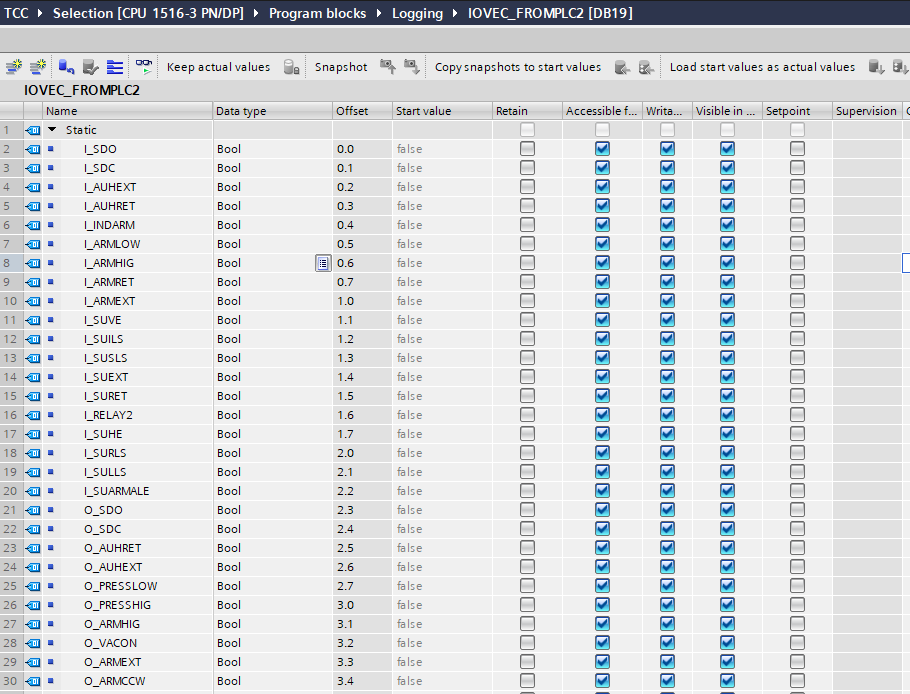 TCC Selection [CPU 1516-3 PN/DP] Program blocks Logging IOVEC_FROMPLC2 [DB19]
Keep actual values Snapshot Copy snapshots to start values Load start values as actual values
IOVEC_FROMPLC2
Name Data type Offset Start value Retain Accessible f... Writa... Visible in ... Setpoint Supervision
1 Static
2 I_SDO Bool 0.0 false
3 I_SDC Bool 0.1 false
4 I_AUHEXT Bool 0.2 false
5 I_AUHRET Bool 0.3 false
6 I_INDARM Bool 0.4 false
7 I_ARMLOW Bool 0.5 false
8 I_ARMHIG Bool 0.6 false
9 I_ARMRET Bool 0.7 false
10 I_ARMEXT Bool 1.0 false
11 I_SUVE Bool 1.1 false
12 I_SUILS Bool 1.2 false
13 I_SUSLS Bool 1.3 false
14 I_SUEXT Bool 1.4 false
15 I_SURET Bool 1.5 false
16 I_RELAY2 Bool 1.6 false
17 I_SUHE Bool 1.7 false
18 I_SURLS Bool 2.0 false
19 I_SULLS Bool 2.1 false
20 I_SUARMALE Bool 2.2 false
21 O_SDO Bool 2.3 false
22 O_SDC Bool 2.4 false
23 O_AUHRET Bool 2.5 false
24 O_AUHEXT Bool 2.6 false
25 O_PRESSLOW Bool 2.7 false
26 O_PRESSHIG Bool 3.0 false
27 O_ARMHIG Bool 3.1 false
28 O_VACON Bool 3.2 false
29 O_ARMEXT Bool 3.3 false
30 O_ARMCCW Bool 3.4 false